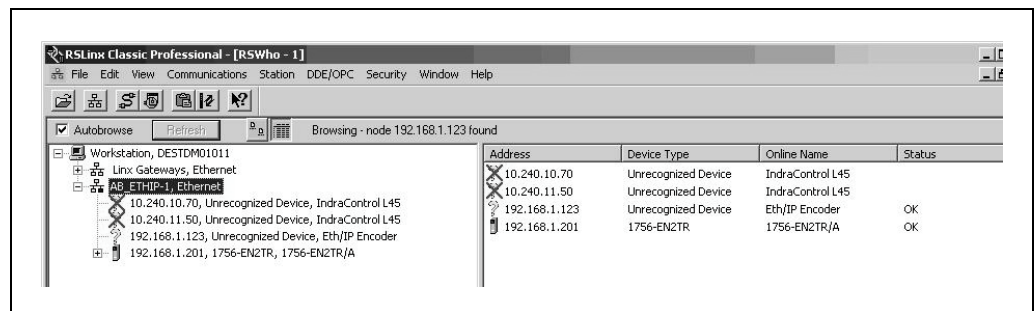 RSLinx Classic Professional - [RSWho - 1]
File Edit View Communications Station DDE/OPC Security Window Help
Autobrowse Refresh Browsing - node 192.168.1.123 found
Workstation, DESTDM01011
Linx Gateways, Ethernet
AB_ETHIP-1, Ethernet
10.240.10.70, Unrecognized Device, IndraControl L45
10.240.11.50, Unrecognized Device, IndraControl L45
192.168.1.123, Unrecognized Device, Eth/IP Encoder
192.168.1.201, 1756-EN2TR, 1756-EN2TR/A
Address Device Type Online Name Status
10.240.10.70 Unrecognized Device IndraControl L45
10.240.11.50 Unrecognized Device IndraControl L45
192.168.1.123 Unrecognized Device Eth/IP Encoder OK
192.168.1.201 1756-EN2TR 1756-EN2TR/A OK